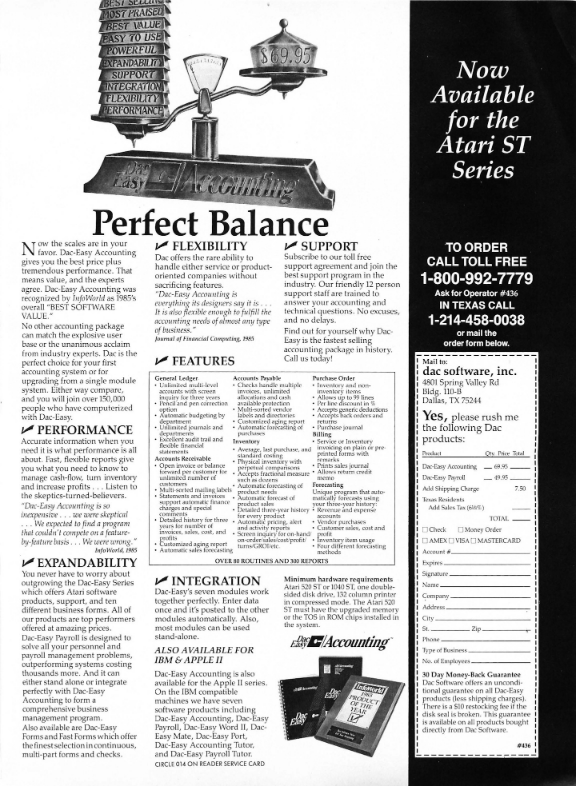 BEST SELLING
MOST PRAISED
BEST VALUE
EASY TO USE
POWERFUL
EXPANDABILITY
SUPPORT
INTEGRATION
FLEXIBILITY
PERFORMANCE
$69.95
Dac Easy Accounting
Perfect Balance
Now the scales are in your
favor. Dac-Easy Accounting
gives you the best price plus
tremendous performance. That
means value, and the experts
agree. Dac-Easy Accounting was
recognized by InfoWorld as 1985's
overall "BEST SOFTWARE
VALUE."
No other accounting package
can match the explosive user
base or the unanimous acclaim
from industry experts. Dac is the
perfect choice for your first
accounting system or for
upgrading from a single module
system. Either way compare,
and you will join over 150,000
people who have computerized
with Dac-Easy.
✔ PERFORMANCE
Accurate information when you
need it is what performance is all
about. Fast, flexible reports give
you what you need to know to
manage cash-flow, turn inventory
and increase profits . . . Listen to
the skeptics-turned-believers.
"Dac-Easy Accounting is so
inexpensive . . . we were skeptical
. . . We expected to find a program
that couldn't compete on a feature-
by-feature basis . . . We were wrong."
InfoWorld, 1985
✔ EXPANDABILITY
You never have to worry about
outgrowing the Dac-Easy Series
which offers Atari software
products, support, and ten
different business forms. All of
our products are top performers
offered at amazing prices.
Dac-Easy Payroll is designed to
solve all your personnel and
payroll management problems,
outperforming systems costing
thousands more. And it can
either stand alone or integrate
perfectly with Dac-Easy
Accounting to form a
comprehensive business
management program.
Also available are Dac-Easy
Forms and Fast Forms which offer
the finest selection in continuous,
multi-part forms and checks.
✔ FLEXIBILITY
Dac offers the rare ability to
handle either service or product-
oriented companies without
sacrificing features.
"Dac-Easy Accounting is
everything its designers say it is . . .
It is also flexible enough to fulfill the
accounting needs of almost any type
of business."
Journal of Financial Computing, 1985
✔ SUPPORT
Subscribe to our toll free
support agreement and join the
best support program in the
industry. Our friendly 12 person
support staff are trained to
answer your accounting and
technical questions. No excuses,
and no delays.
Find out for yourself why Dac-
Easy is the fastest selling
accounting package in history.
Call us today!
✔ FEATURES
General Ledger
• Unlimited multi-level
accounts with screen
inquiry for three years
• Pencil and pen correction
option
• Automatic budgeting by
department
• Unlimited journals and
departments
• Excellent audit trail and
flexible financial
statements
Accounts Receivable
• Open invoice or balance
forward per customer for
unlimited number of
customers
• Multi-sorted mailing labels
• Statements and invoices
support automatic finance
charges and special
comments
• Detailed history for three
years for number of
invoices, sales, cost, and
profits
• Customized aging report
• Automatic sales forecasting
Accounts Payable
• Checks handle multiple
invoices, unlimited
allocations and cash
available protection
• Multi-sorted vendor
labels and directories
• Customized aging report
• Automatic forecasting of
purchases
Inventory
• Average, last purchase, and
standard costing
• Physical inventory with
perpetual comparisons
• Accepts fractional measure
such as dozens
• Automatic forecasting of
product needs
• Automatic forecast of
product sales
• Detailed three-year history
for every product
• Automatic pricing, alert
and activity reports
• Screen inquiry for on-hand/
on-order sales/cost/profit/
turns/GROI/etc.
Purchase Order
• Inventory and non-
inventory items
• Allows up to 99 lines
• Per line discount in %
• Accepts generic deductions
• Accepts back orders and
returns
• Purchase journal
Billing
• Service or Inventory
invoicing on plain or pre-
printed forms with
remarks
• Prints sales journal
• Allows return credit
memo
Forecasting
Unique program that auto-
matically forecasts using
your three-year history:
• Revenue and expense
accounts
• Vendor purchases
• Customer sales, cost and
profit
• Inventory item usage
• Four different forecasting
methods
OVER 80 ROUTINES AND 300 REPORTS
✔ INTEGRATION
Dac-Easy's seven modules work
together perfectly. Enter data
once and it's posted to the other
modules automatically. Also,
most modules can be used
stand-alone.
ALSO AVAILABLE FOR
IBM & APPLE II
Dac-Easy Accounting is also
available for the Apple II series.
On the IBM compatible
machines we have seven
software products including
Dac-Easy Accounting, Dac-Easy
Payroll, Dac-Easy Word II, Dac-
Easy Mate, Dac-Easy Port,
Dac-Easy Accounting Tutor,
and Dac-Easy Payroll Tutor.
CIRCLE 014 ON READER SERVICE CARD
Minimum hardware requirements
Atari 520 ST or 1040 ST, one double-
sided disk drive, 132 column printer
in compressed mode. The Atari 520
ST must have the upgraded memory
or the TOS in ROM chips installed in
the system.
Dac Easy Accounting
InfoWorld
1985
PRODUCT
OF THE
YEAR
Now
Available
for the
Atari ST
Series
TO ORDER
CALL TOLL FREE
1-800-992-7779
Ask for Operator #436
IN TEXAS CALL
1-214-458-0038
or mail the
order form below.
Mail to:
dac software, inc.
4801 Spring Valley Rd
Bldg. 110-B
Dallas, TX 75244
Yes, please rush me
the following Dac
products:
Product Qty. Price Total
Dac-Easy Accounting 69.95
Dac-Easy Payroll 49.95
Add Shipping Charge 7.50
Texas Residents
Add Sales Tax (6⅛%)
TOTAL
Check Money Order
AMEX VISA MASTERCARD
Account #
Expires
Signature
Name
Company
Address
City
St. Zip
Phone
Type of Business
No. of Employees
30 Day Money-Back Guarantee
Dac Software offers an uncondi-
tional guarantee on all Dac-Easy
products (less shipping charges).
There is a $10 restocking fee if the
disk seal is broken. This guarantee
is available on all products bought
directly from Dac Software.
#436